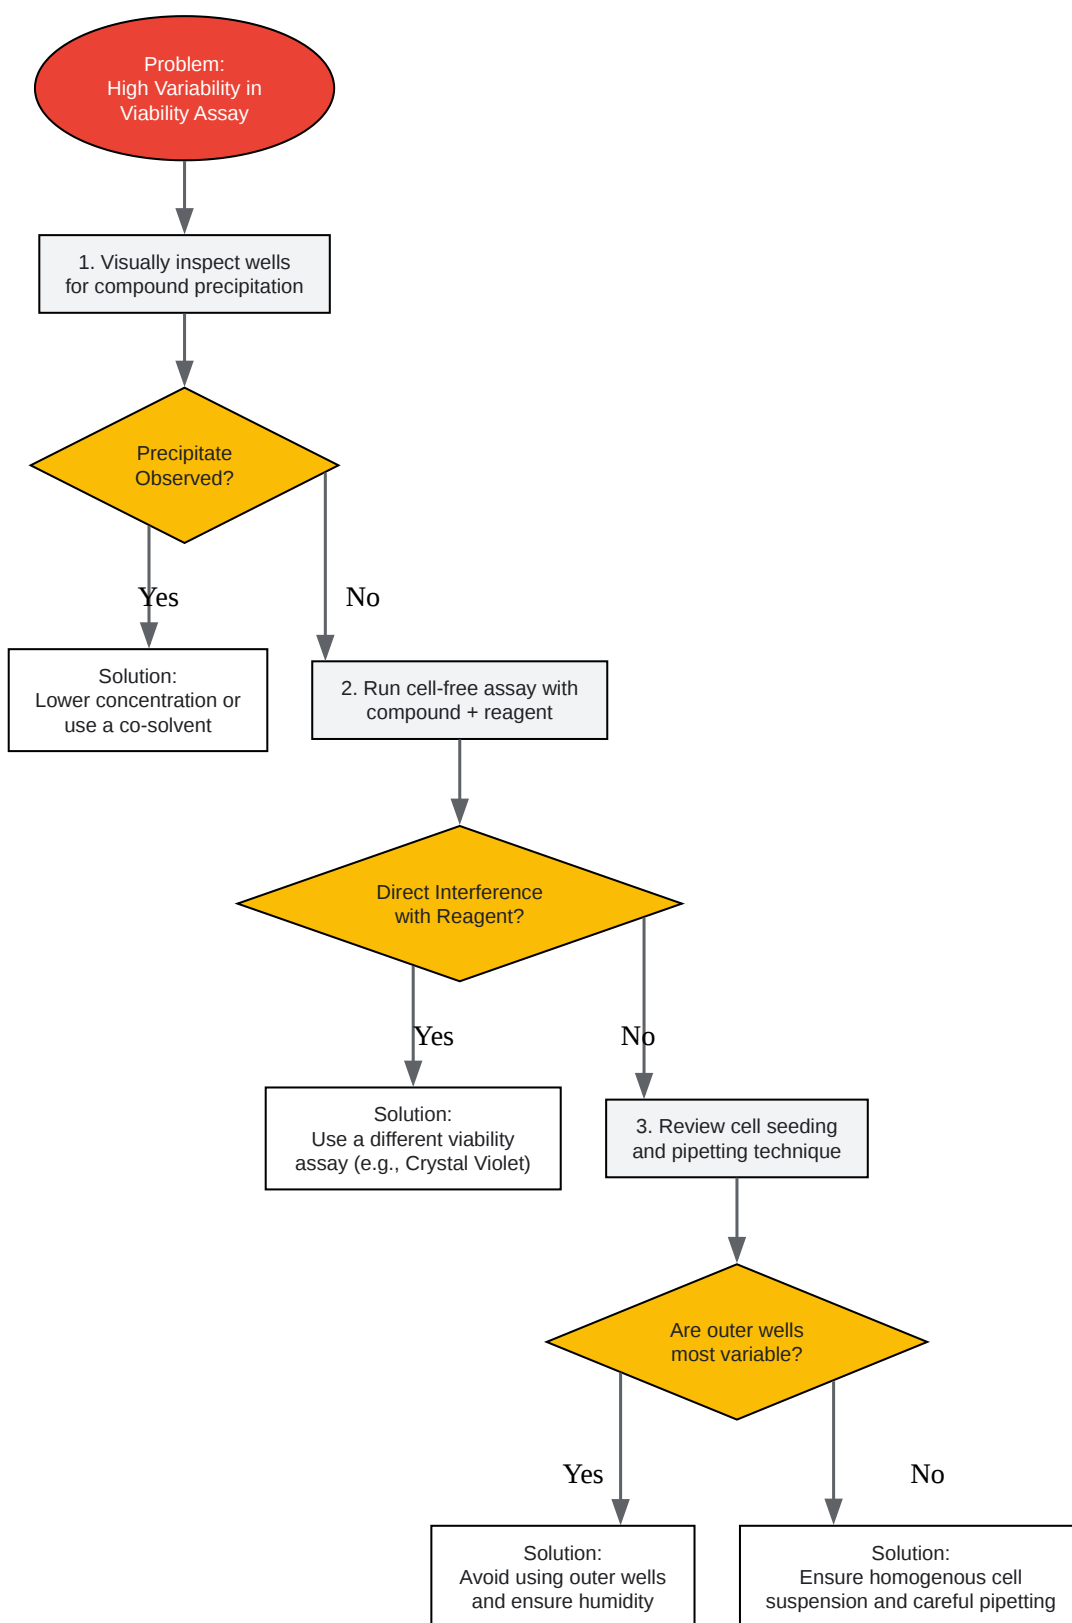 Problem:
High Variability in
Viability Assay
1. Visually inspect wells
for compound precipitation
Precipitate
Observed?
Yes
No
Solution:
Lower concentration or
use a co-solvent
2. Run cell-free assay with
compound + reagent
Direct Interference
with Reagent?
Yes
No
Solution:
Use a different viability
assay (e.g., Crystal Violet)
3. Review cell seeding
and pipetting technique
Are outer wells
most variable?
Yes
No
Solution:
Avoid using outer wells
and ensure humidity
Solution:
Ensure homogenous cell
suspension and careful pipetting